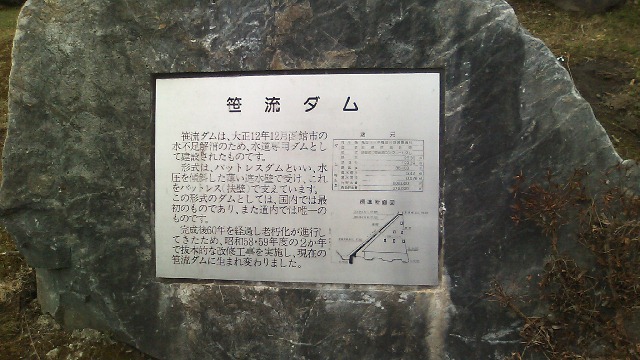 笹流ダム
笹流ダムは、大正12年12月函館市の
水不足解消のため、水道専用ダムとし
て建設されたものです。
形式は、バットレスダムといい、水
圧を傾斜した薄い遮水壁で受け、これ
をバットレス(扶壁)で支えています。
この形式のダムとしては、国内では最
初のものであり、また道内では唯一の
ものです。
完成後60年を経過し老朽化が進行し
てきたため、昭和58・59年度の2か年
で抜本的な改修工事を実施し、現在の
笹流ダムに生まれ変わりました。
諸元
標準断面図